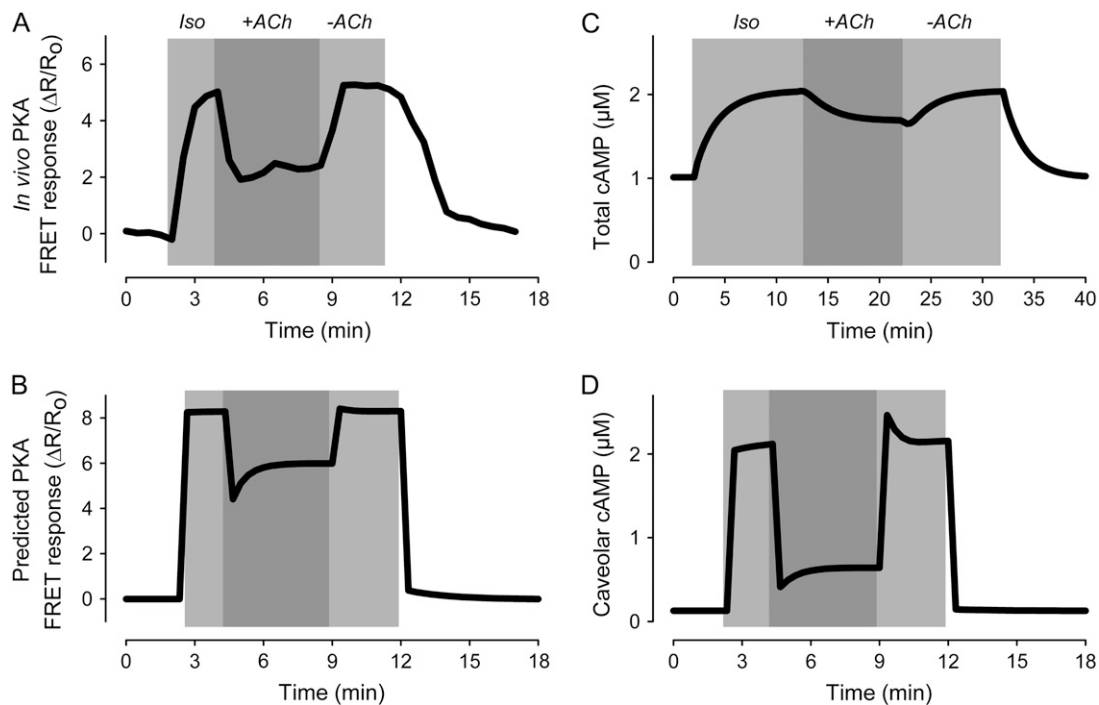 A
Iso +ACh -ACh
In vivo PKA
FRET response (ΔR/R₀)
6
4
2
0
0 3 6 9 12 15 18
Time (min)
C
Iso +ACh -ACh
Total cAMP (µM)
2
1
0
0 5 10 15 20 25 30 35 40
Time (min)
B
Predicted PKA
FRET response (ΔR/R₀)
8
6
4
2
0
0 3 6 9 12 15 18
Time (min)
D
Caveolar cAMP (µM)
2
1
0
0 3 6 9 12 15 18
Time (min)